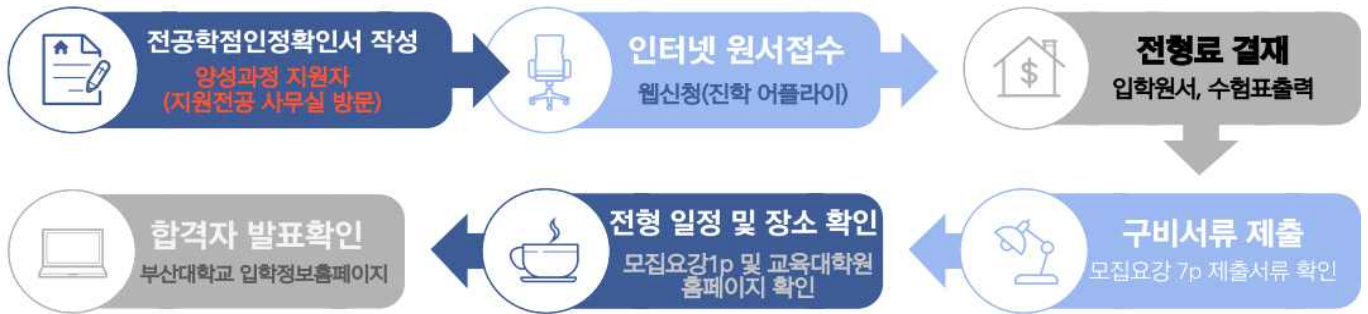 전공학점인정확인서 작성
양성과정 지원자
(지원전공 사무실 방문)
인터넷 원서접수
웹신청(진학 어플라이)
전형료 결재
입학원서, 수험표출력
구비서류 제출
모집요강 7p 제출서류 확인
전형 일정 및 장소 확인
모집요강1p 및 교육대학원
홈페이지 확인
합격자 발표확인
부산대학교 입학정보홈페이지